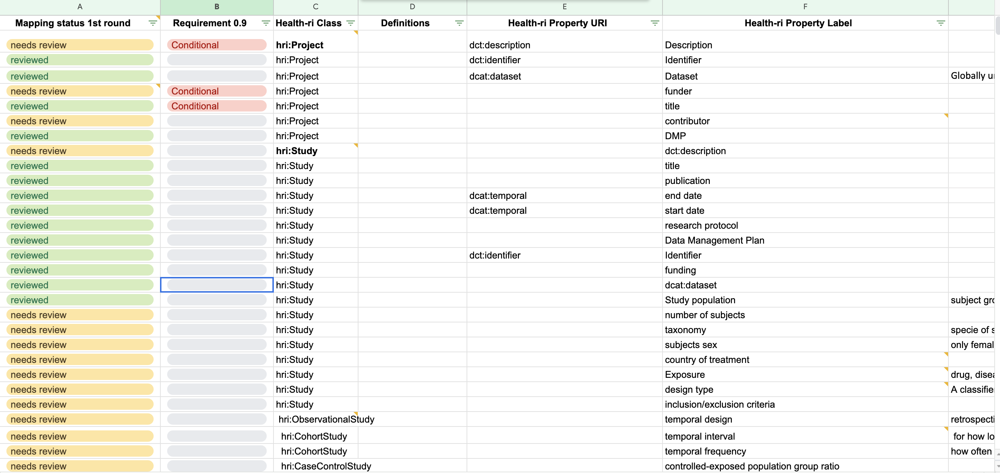 A B C D E F
Mapping status 1st round Requirement 0.9 Health-ri Class Definitions Health-ri Property URI Health-ri Property Label
needs review Conditional hri:Project dct:description Description
reviewed hri:Project dct:identifier Identifier
reviewed hri:Project dcat:dataset Dataset Globally
needs review Conditional hri:Project funder
reviewed Conditional hri:Project title
needs review hri:Project contributor
reviewed hri:Project DMP
needs review hri:Study dct:description
reviewed hri:Study title
reviewed hri:Study publication
reviewed hri:Study dcat:temporal end date
reviewed hri:Study dcat:temporal start date
reviewed hri:Study research protocol
reviewed hri:Study Data Management Plan
reviewed hri:Study dct:identifier Identifier
reviewed hri:Study funding
reviewed hri:Study dcat:dataset
reviewed hri:Study Study population subject
needs review hri:Study number of subjects
needs review hri:Study taxonomy specie of
needs review hri:Study subjects sex only
needs review hri:Study country of treatment
needs review hri:Study Exposure drug,
needs review hri:Study design type A
needs review hri:Study inclusion/exclusion criteria
needs review hri:ObservationalStudy temporal design
needs review hri:CohortStudy temporal interval for how
needs review hri:CohortStudy temporal frequency how often
needs review hri:CaseControlStudy controlled-exposed population group ratio